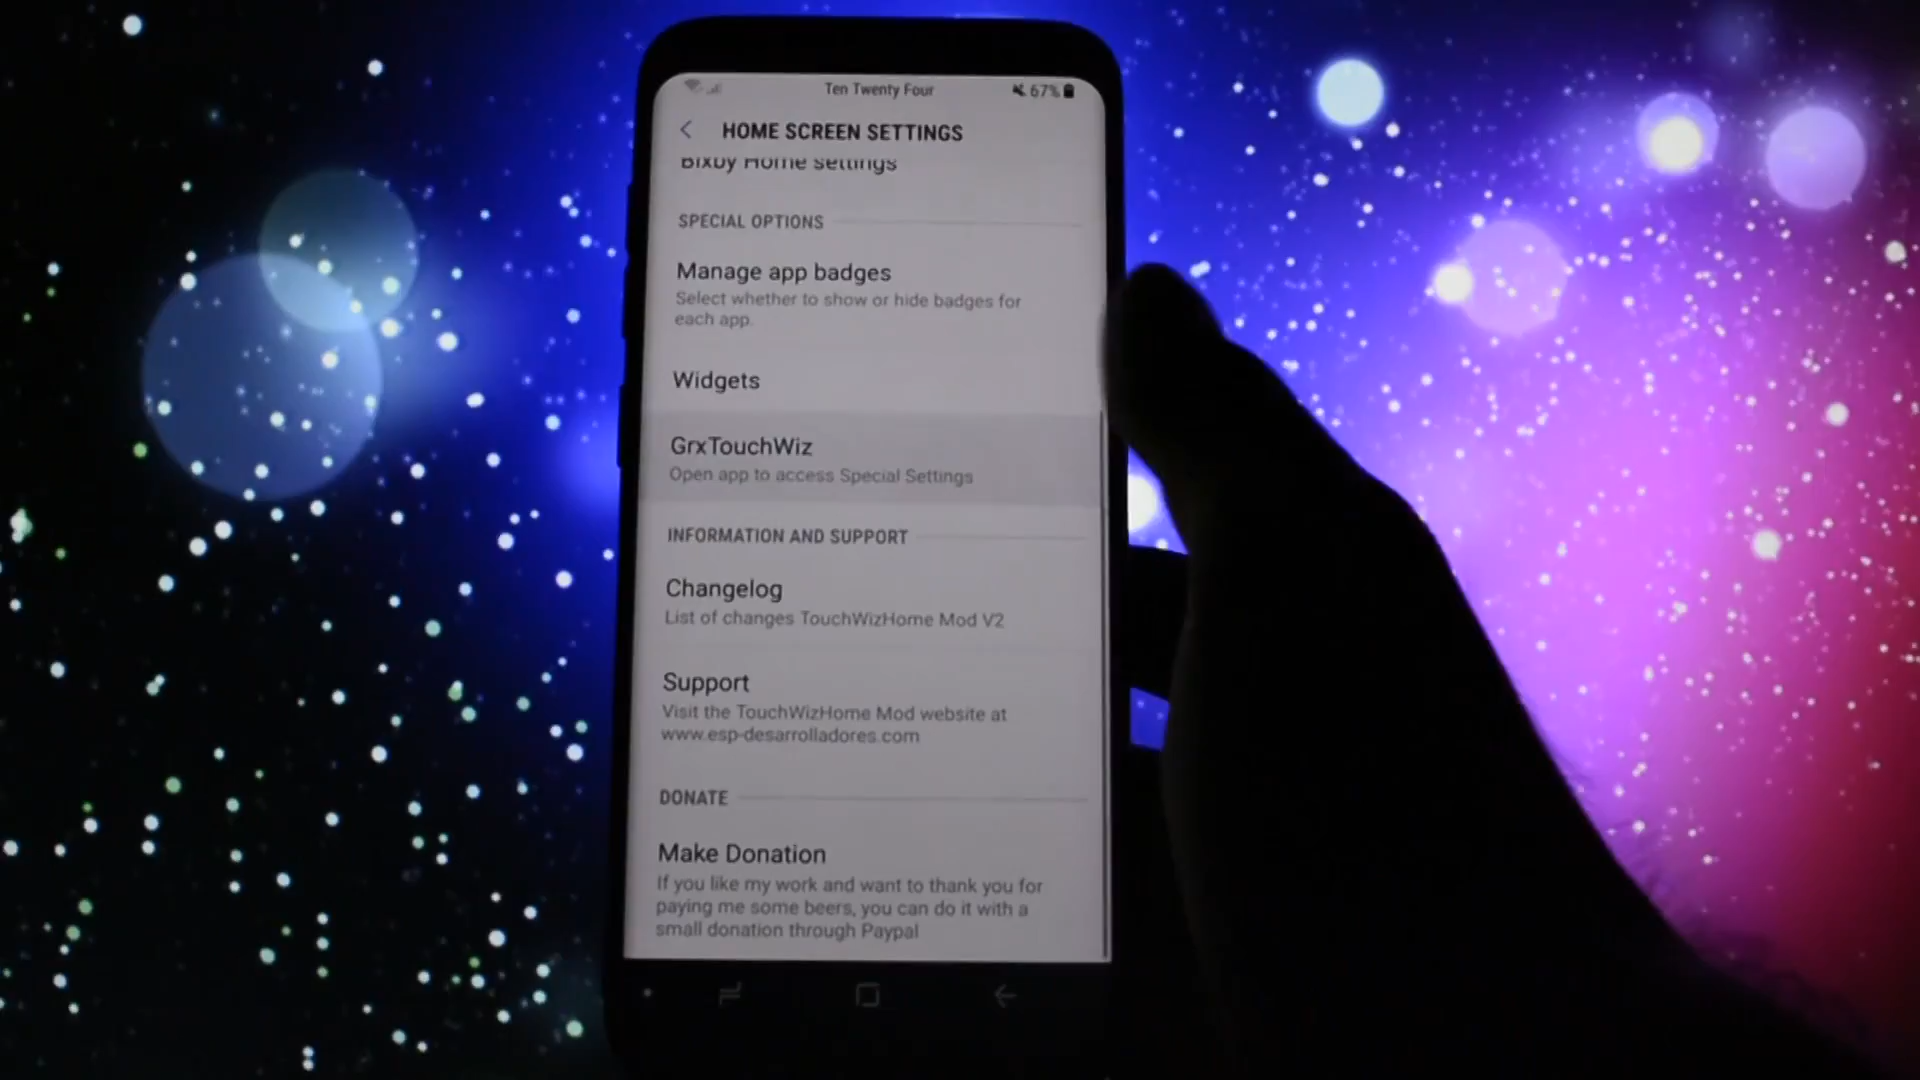 Ten Twenty Four
67%
HOME SCREEN SETTINGS
Bixby Home settings
SPECIAL OPTIONS
Manage app badges
Select whether to show or hide badges for
each app.
Widgets
GrxTouchWiz
Open app to access Special Settings
INFORMATION AND SUPPORT
Changelog
List of changes TouchWizHome Mod V2
Support
Visit the TouchWizHome Mod website at
www.esp-desarrolladores.com
DONATE
Make Donation
If you like my work and want to thank you for
paying me some beers, you can do it with a
small donation through Paypal